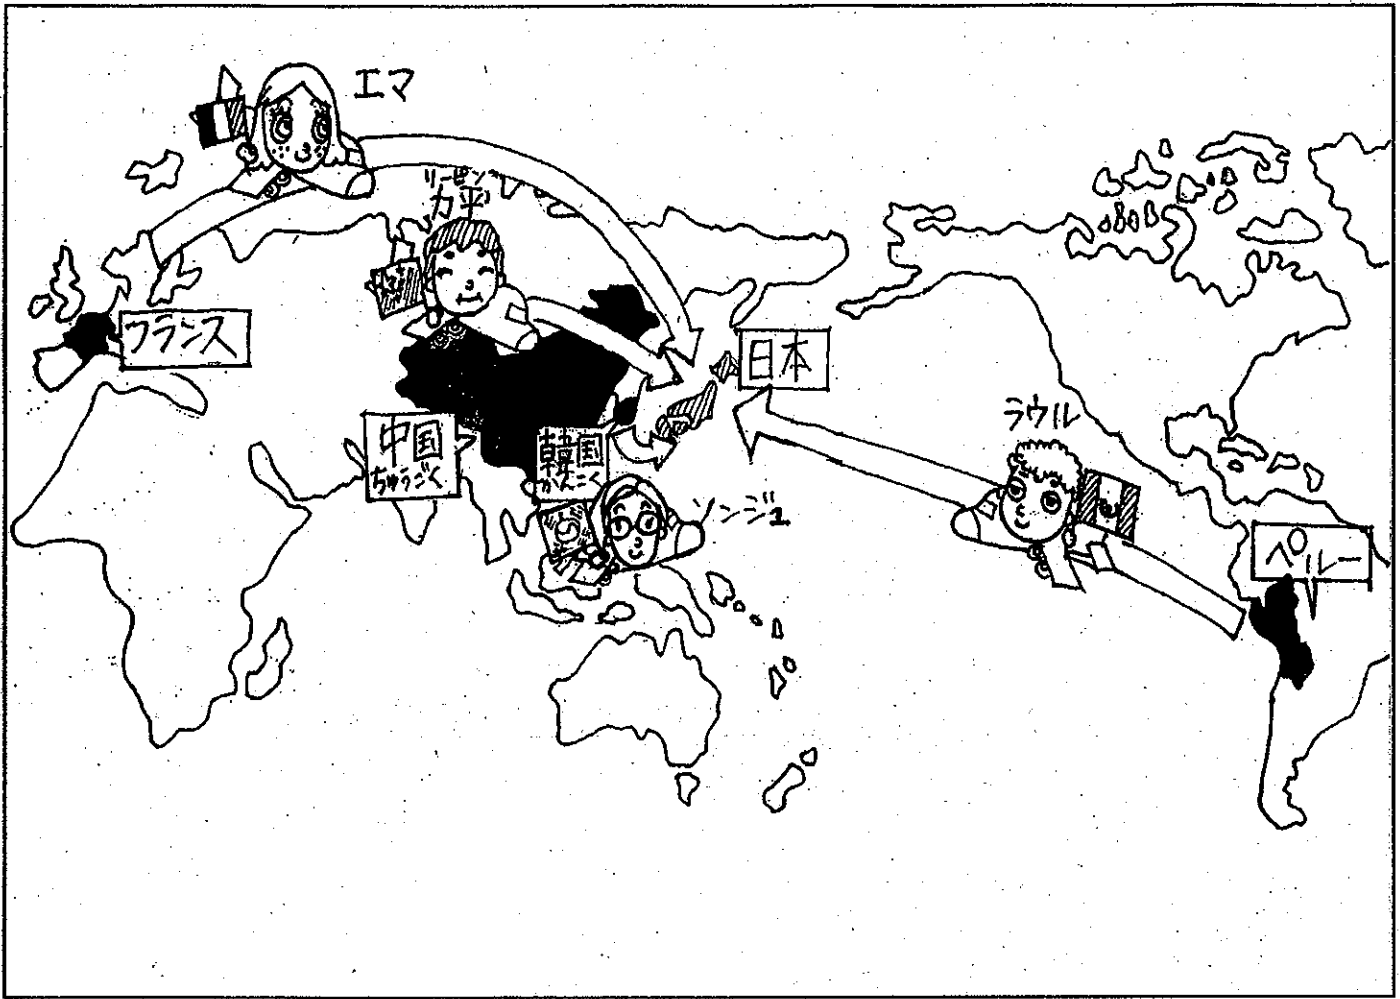 エマ
リーピン
力平
フランス
日本
ラウル
中国
ちゅうごく
韓国
かんこく
ソンジュ
ペルー